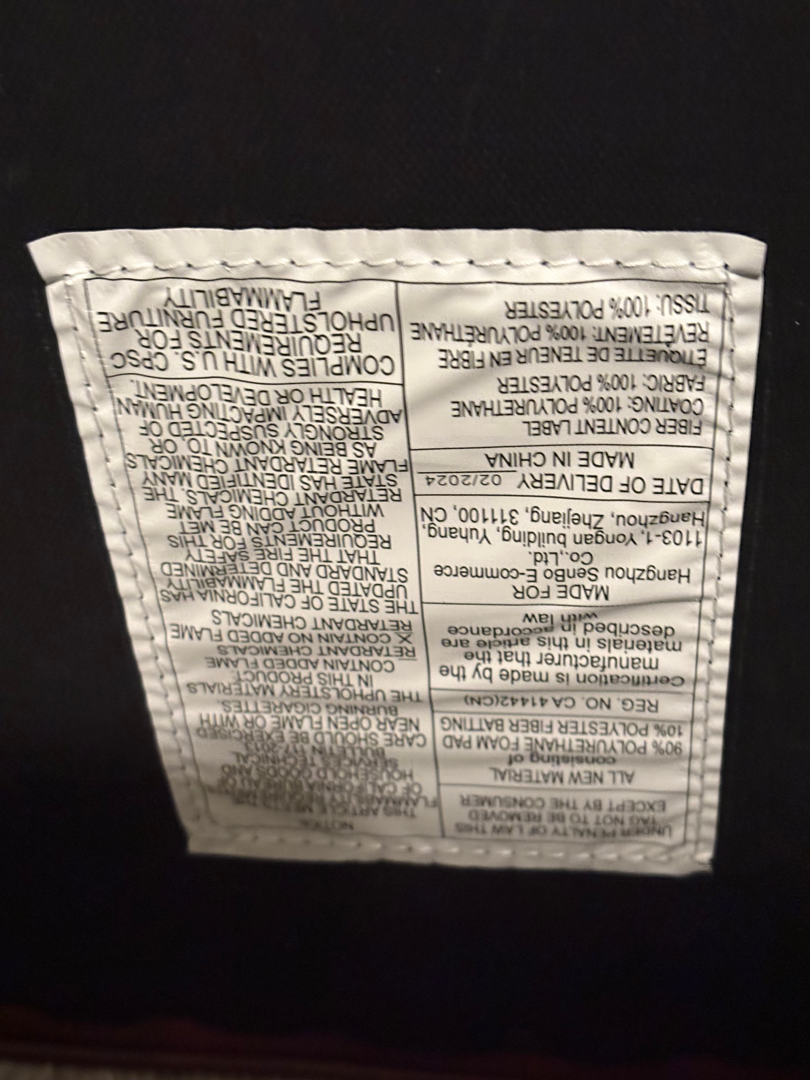 UNDER PENALTY OF LAW THIS
TAG NOT TO BE REMOVED
EXCEPT BY THE CONSUMER
ALL NEW MATERIAL
consisting of
90% POLYURETHANE FOAM PAD
10% POLYESTER FIBER BATTING
REG. NO. CA 41442(CN)
Certification is made by the
manufacturer that the
materials in this article are
described in accordance
with law
MADE FOR
Hangzhou SenBo E-commerce
Co.,Ltd.
1103-1,Yongan building, Yuhang,
Hangzhou, Zhejiang, 311100, CN
DATE OF DELIVERY 02/2024
MADE IN CHINA
FIBER CONTENT LABEL
COATING: 100% POLYURETHANE
FABRIC: 100% POLYESTER
ÉTIQUETTE DE TENEUR EN FIBRE
REVÊTEMENT: 100% POLYURÉTHANE
TISSU: 100% POLYESTER
NOTICE
THIS ARTICLE
FLAMMABILITY
OF CALIFORNIA BUREAU OF
HOUSEHOLD GOODS AND
SERVICES TECHNICAL
BULLETIN 117-2013.
CARE SHOULD BE EXERCISED
NEAR OPEN FLAME OR WITH
BURNING CIGARETTES.
THE UPHOLSTERY MATERIALS
IN THIS PRODUCT:
CONTAIN ADDED FLAME
RETARDANT CHEMICALS
X CONTAIN NO ADDED FLAME
RETARDANT CHEMICALS
THE STATE OF CALIFORNIA HAS
UPDATED THE FLAMMABILITY
STANDARD AND DETERMINED
THAT THE FIRE SAFETY
REQUIREMENTS FOR THIS
PRODUCT CAN BE MET
WITHOUT ADDING FLAME
RETARDANT CHEMICALS. THE
STATE HAS IDENTIFIED MANY
FLAME RETARDANT CHEMICALS
AS BEING KNOWN TO, OR
STRONGLY SUSPECTED OF
ADVERSELY IMPACTING HUMAN
HEALTH OR DEVELOPMENT.
COMPLIES WITH U.S. CPSC
REQUIREMENTS FOR
UPHOLSTERED FURNITURE
FLAMMABILITY